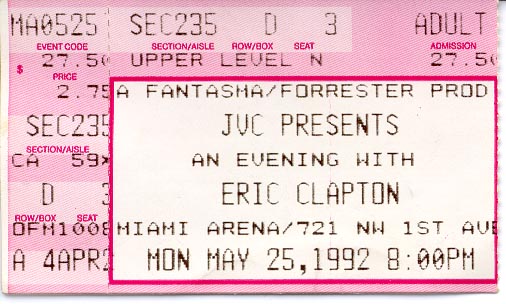 MA0525 SEC235 D 3 ADULT
EVENT CODE SECTION/AISLE ROW/BOX SEAT ADMISSION
$ 27.50 UPPER LEVEL N 27.50
PRICE
2.75 A FANTASMA/FORRESTER PROD
SEC235 JVC PRESENTS
SECTION/AISLE
CA 59X AN EVENING WITH
D 3 ERIC CLAPTON
ROW/BOX SEAT
OFM1008 MIAMI ARENA/721 NW 1ST AVE
A 4APR2 MON MAY 25,1992 8:00PM